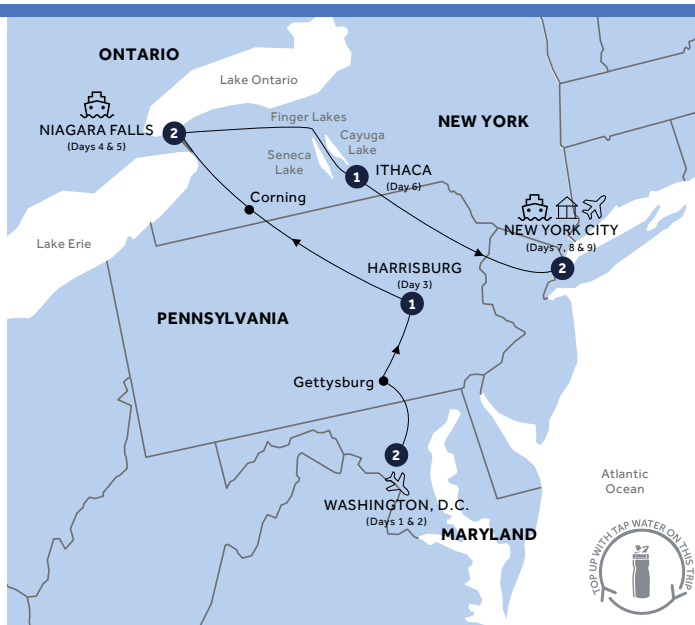 ONTARIO
Lake Ontario
NIAGARA FALLS
(Days 4 & 5)
2
Finger Lakes
Cayuga
Lake
Seneca
Lake
NEW YORK
1
ITHACA
(Day 6)
Corning
NEW YORK CITY
(Days 7, 8 & 9)
2
Lake Erie
HARRISBURG
(Day 3)
1
PENNSYLVANIA
Gettysburg
2
WASHINGTON, D.C.
(Days 1 & 2)
MARYLAND
Atlantic
Ocean
TOP UP WITH TAP WATER ON THIS TRIP